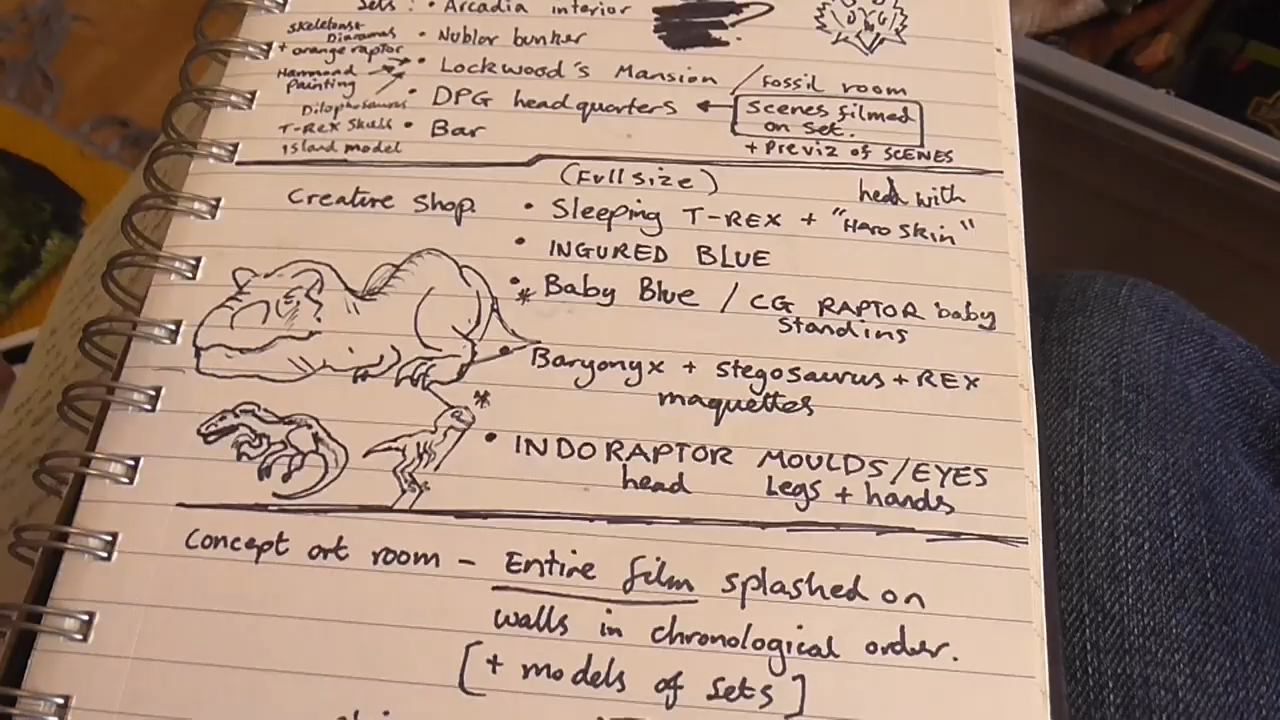 Sets : • Arcadia interior
Skeletons+
Dioramas
+ orange raptor
Hammond
Painting
Dilophosaurus
T-REX Skull
Island model
• Nublar bunker
• Lockwood's Mansion / Fossil room
• DPG headquarters ← Scenes filmed
on set.
+ Previz of SCENES
• Bar
DPG
Creature Shop
(Full size)
• Sleeping T-REX + "Hero Skin"
head with
• INGURED BLUE
• * Baby Blue / CG RAPTOR baby
standins
• Baryonyx + stegosaurus + REX
maquettes
*
• INDORAPTOR MOULDS/EYES
head Legs + hands
Concept art room – Entire film splashed on
walls in chronological order.
[+ models of sets]